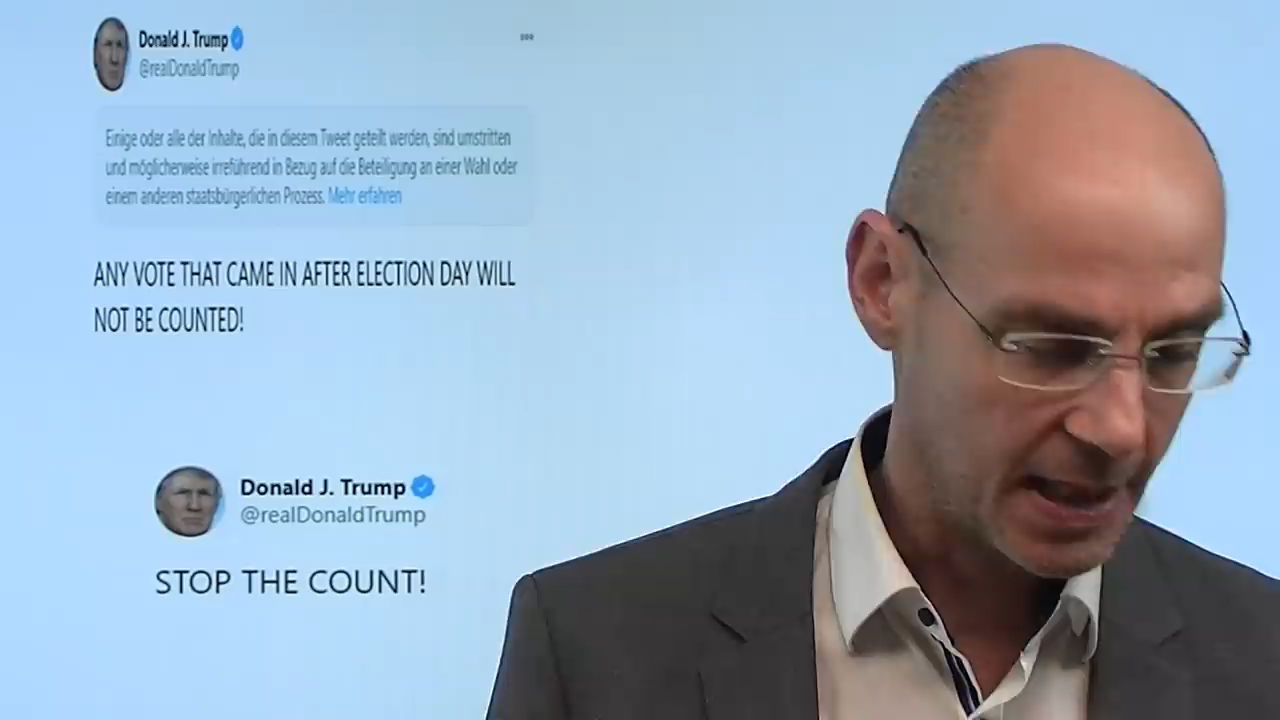 Donald J. Trump
@realDonaldTrump
Einige oder alle der Inhalte, die in diesem Tweet geteilt werden, sind umstritten
und möglicherweise irreführend in Bezug auf die Beteiligung an einer Wahl oder
einem anderen staatsbürgerlichen Prozess. Mehr erfahren
ANY VOTE THAT CAME IN AFTER ELECTION DAY WILL
NOT BE COUNTED!
Donald J. Trump
@realDonaldTrump
STOP THE COUNT!